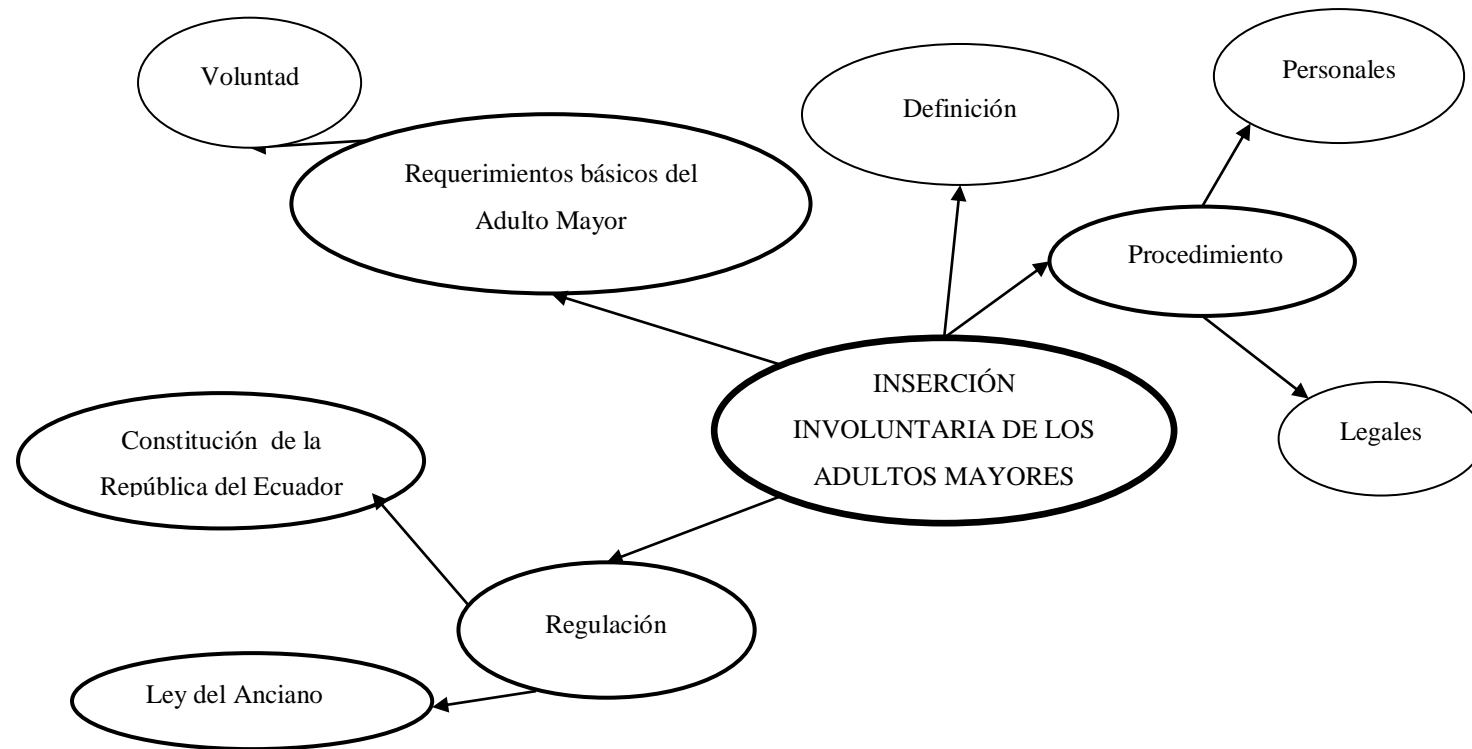 Voluntad
Definición
Personales
Requerimientos básicos del
Adulto Mayor
Procedimiento
INSERCIÓN
INVOLUNTARIA DE LOS
ADULTOS MAYORES
Legales
Constitución de la
República del Ecuador
Regulación
Ley del Anciano